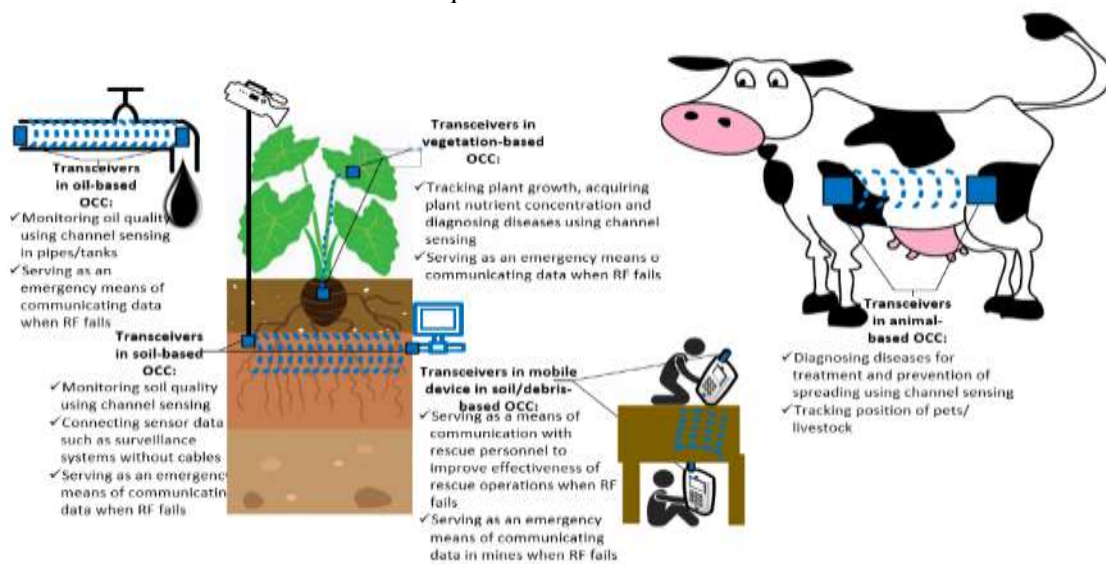 Transceivers
in oil-based
OCC:
✓Monitoring oil quality
using channel sensing
in pipes/tanks
✓Serving as an
emergency means of
communicating data
when RF fails
Transceivers in
vegetation-based
OCC:
✓Tracking plant growth, acquiring
plant nutrient concentration and
diagnosing diseases using channel
sensing
✓Serving as an emergency means o
communicating data when RF fails
Transceivers
in soil-based
OCC:
✓Monitoring soil quality
using channel sensing
✓Connecting sensor data
such as surveillance
systems without cables
✓Serving as an emergency
means of communicatin
data when RF fails
Transceivers in mobile
device in soil/debris-
based OCC:
✓Serving as a means of
communication with
rescue personnel to
improve effectiveness of
rescue operations when RF
fails
✓Serving as an emergency
means of communicating
data in mines when RF fails
Transceivers
in animal-
based OCC:
✓Diagnosing diseases for
treatment and prevention of
spreading using channel sensing
✓Tracking position of pets/
livestock